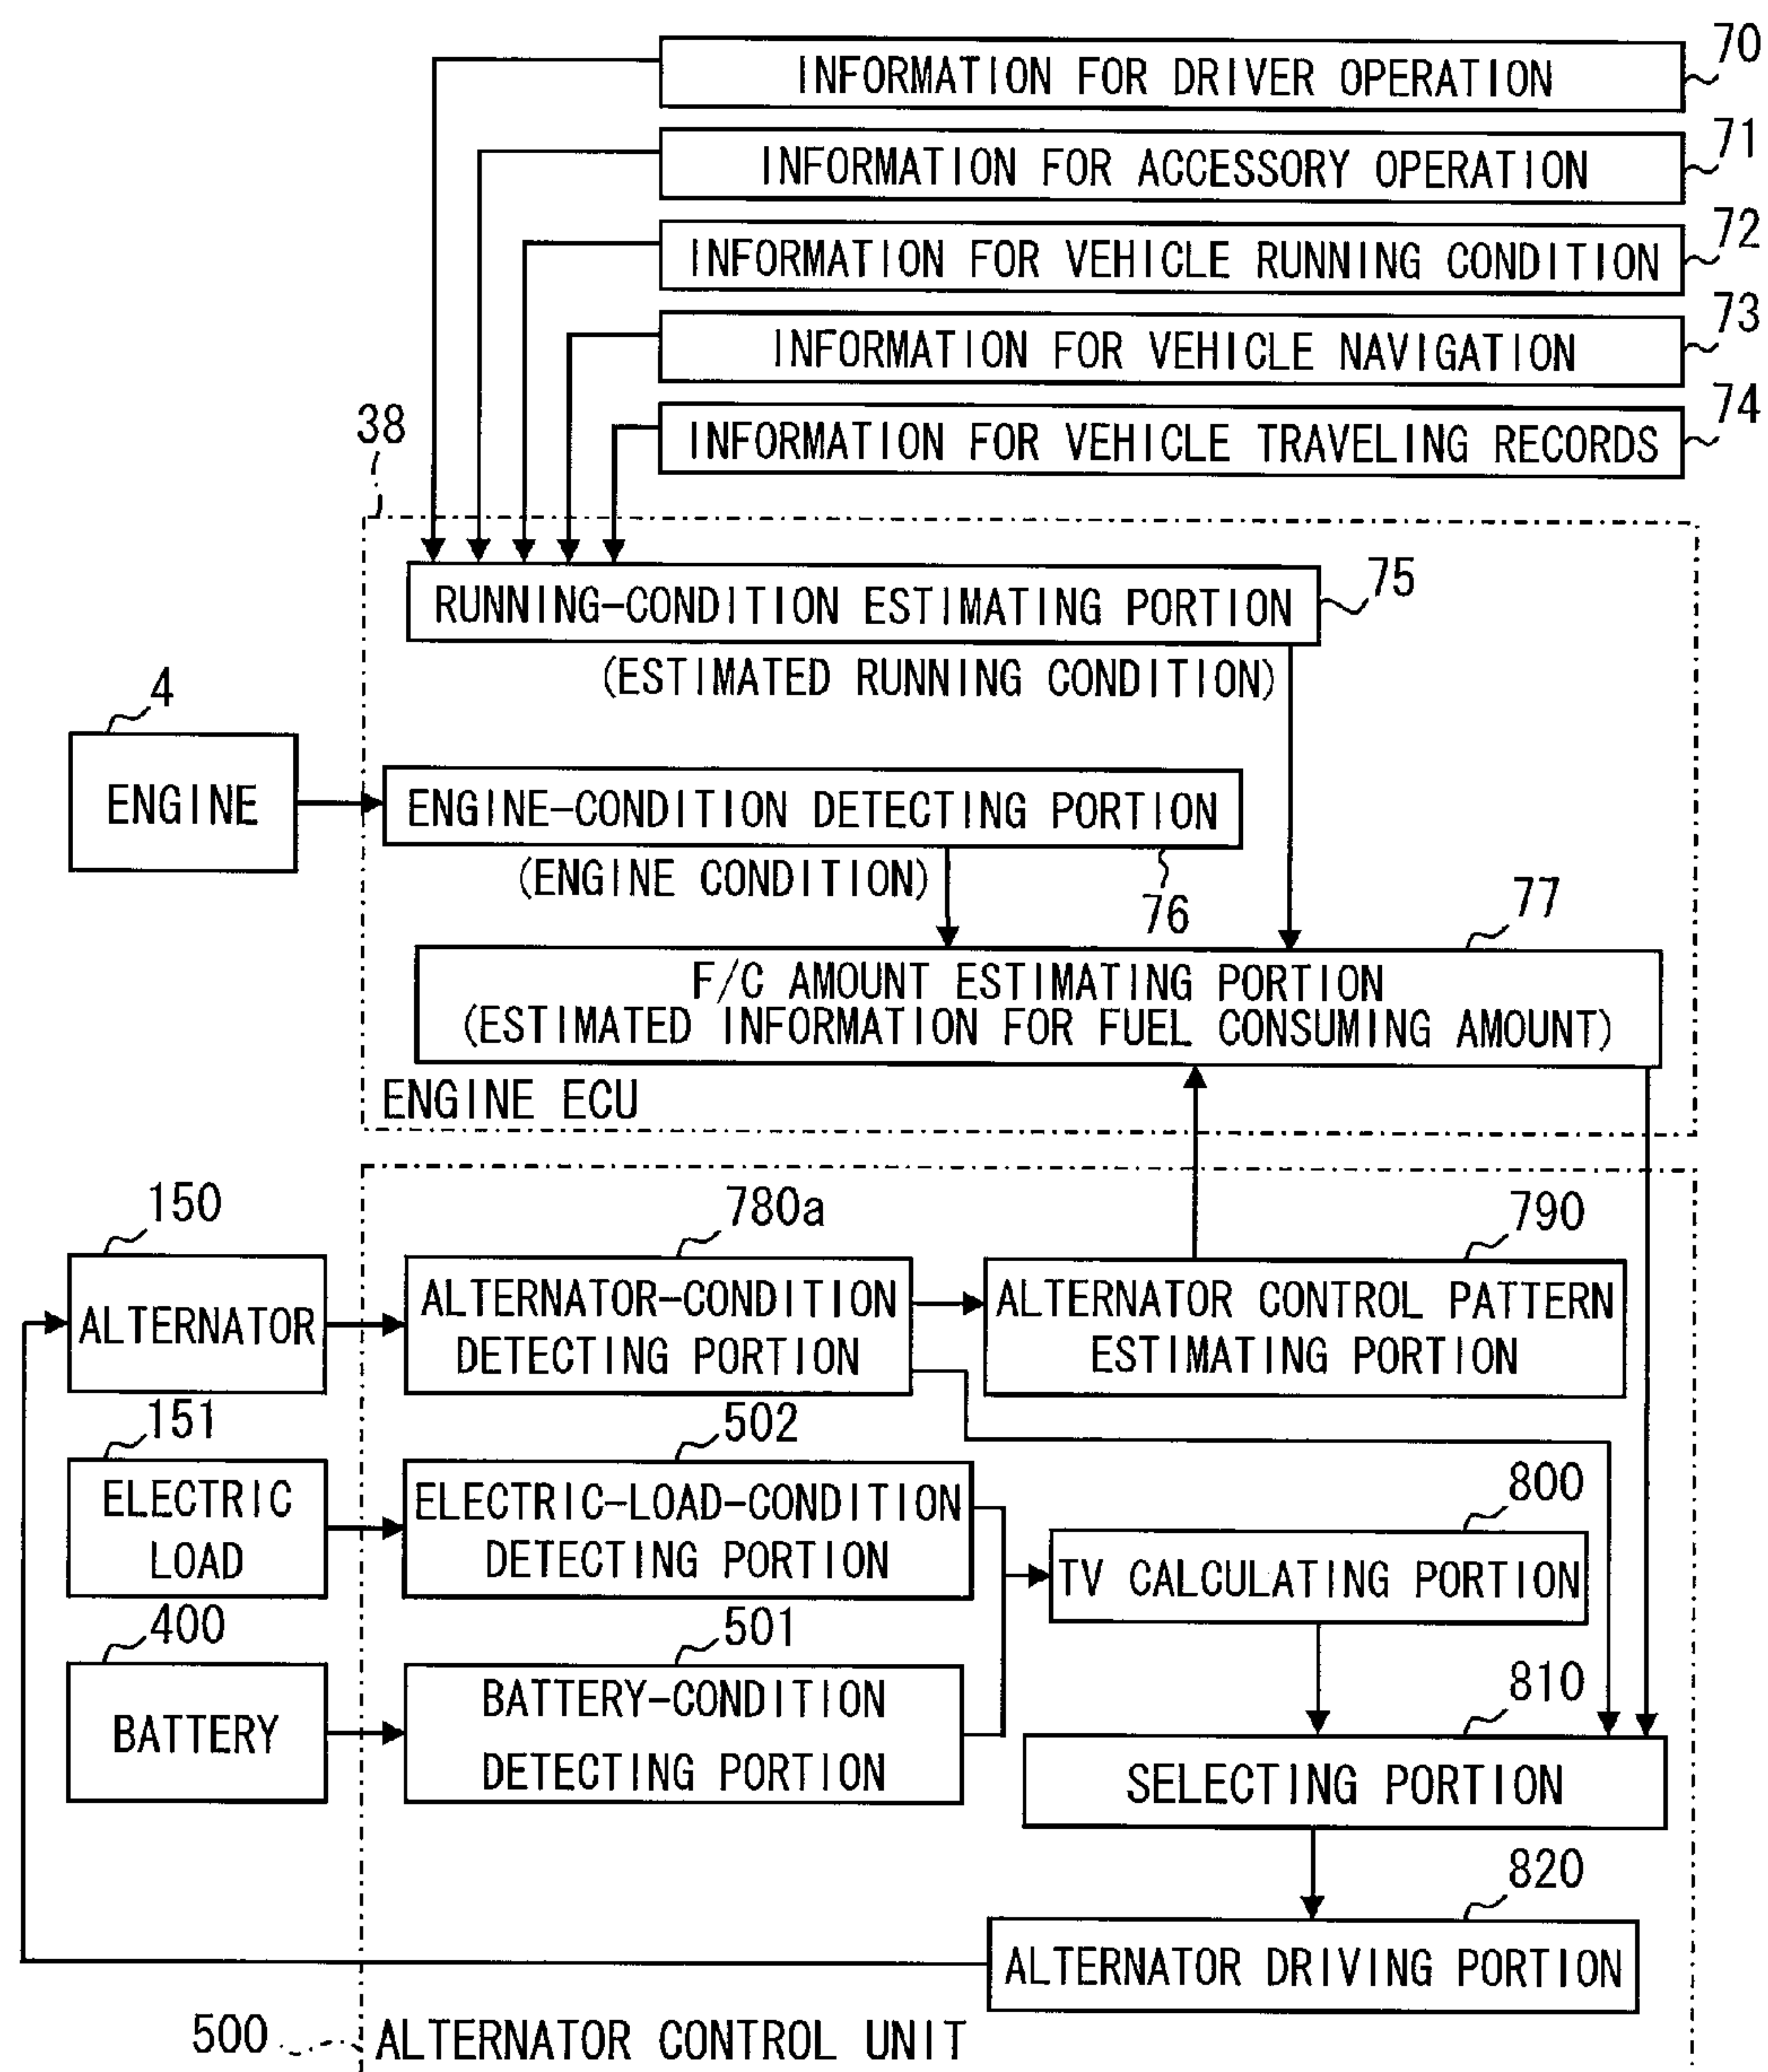 70
INFORMATION FOR DRIVER OPERATION
71
INFORMATION FOR ACCESSORY OPERATION
72
INFORMATION FOR VEHICLE RUNNING CONDITION
73
INFORMATION FOR VEHICLE NAVIGATION
74
INFORMATION FOR VEHICLE TRAVELING RECORDS
38
75
RUNNING-CONDITION ESTIMATING PORTION
(ESTIMATED RUNNING CONDITION)
4
ENGINE
ENGINE-CONDITION DETECTING PORTION
(ENGINE CONDITION)
76
77
F/C AMOUNT ESTIMATING PORTION
(ESTIMATED INFORMATION FOR FUEL CONSUMING AMOUNT)
ENGINE ECU
150
ALTERNATOR
780a
ALTERNATOR-CONDITION
DETECTING PORTION
790
ALTERNATOR CONTROL PATTERN
ESTIMATING PORTION
151
ELECTRIC
LOAD
502
ELECTRIC-LOAD-CONDITION
DETECTING PORTION
800
TV CALCULATING PORTION
400
BATTERY
501
BATTERY-CONDITION
DETECTING PORTION
810
SELECTING PORTION
820
ALTERNATOR DRIVING PORTION
500
ALTERNATOR CONTROL UNIT